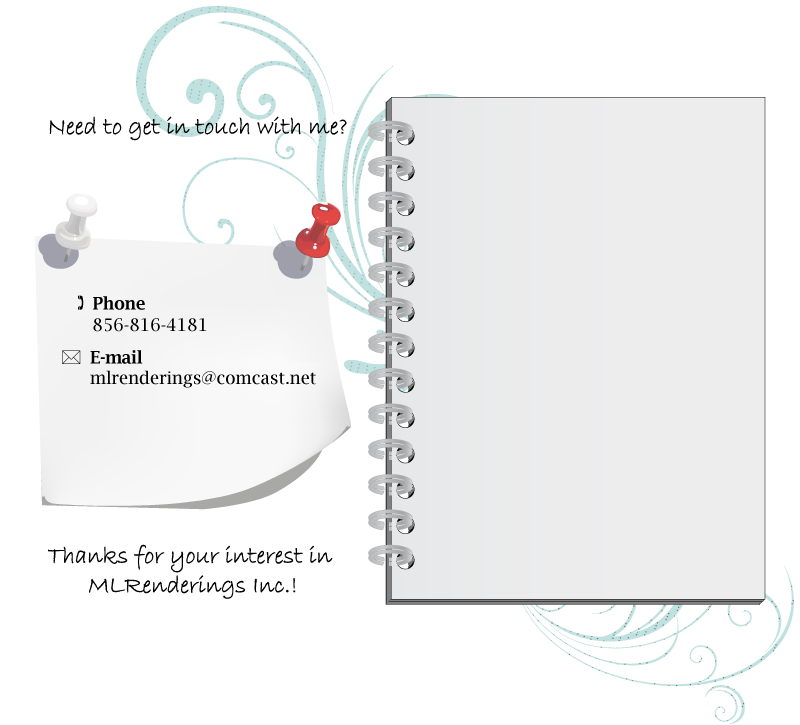 Need to get in touch with me?
Phone
856-816-4181
E-mail
mlrenderings@comcast.net
Thanks for your interest in
MLRenderings Inc.!